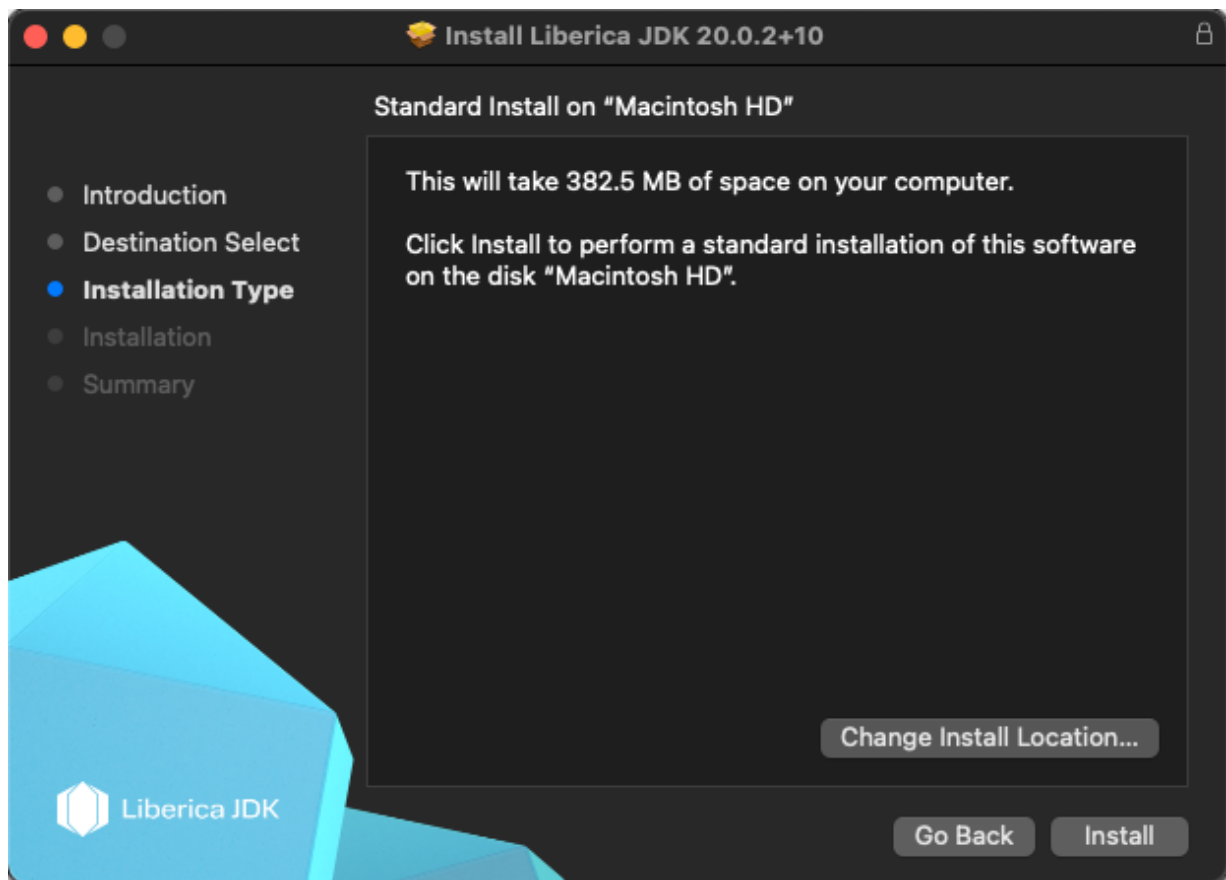 Install Liberica JDK 20.0.2+10
Standard Install on “Macintosh HD”
Introduction
Destination Select
Installation Type
Installation
Summary
This will take 382.5 MB of space on your computer.
Click Install to perform a standard installation of this software
on the disk “Macintosh HD”.
Change Install Location...
Liberica JDK
Go Back
Install